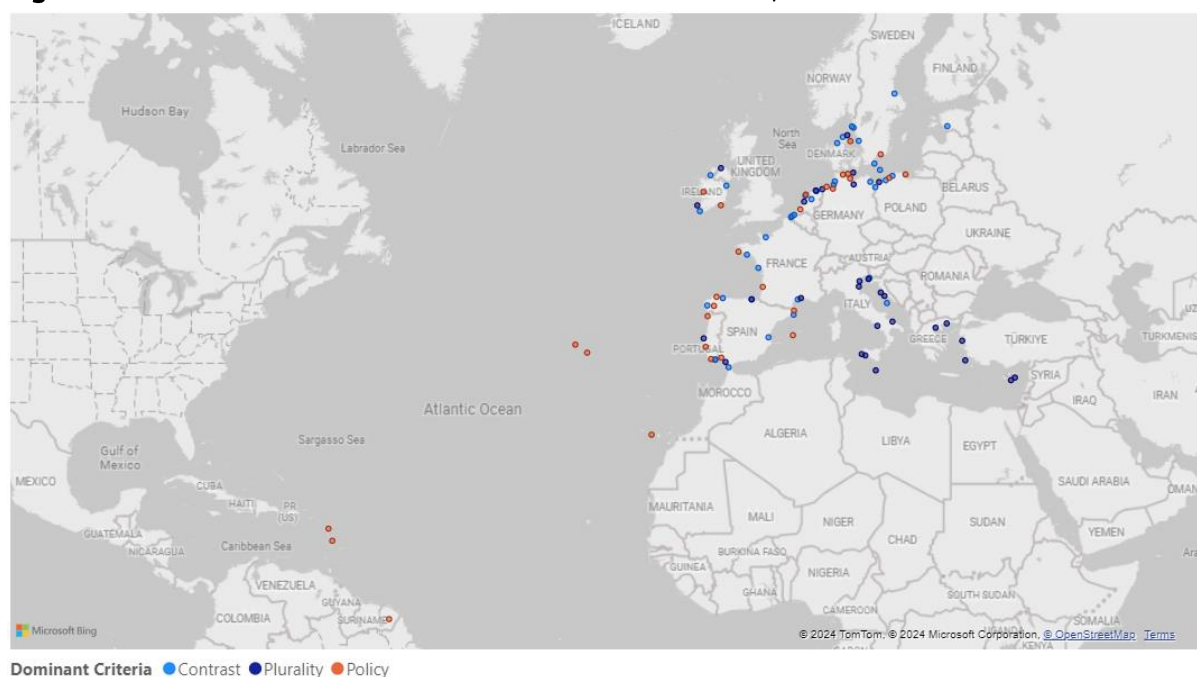 ICELAND
SWEDEN
FINLAND
NORWAY
Hudson Bay
Labrador Sea
North
Sea
DENMARK
UNITED
KINGDOM
IRELAND
BELARUS
POLAND
GERMANY
UKRAINE
AUSTRIA
FRANCE
ROMANIA
ITALY
SPAIN
PORTUGAL
GREECE
TÜRKIYE
TURKMENIS
SYRIA
MOROCCO
IRAQ
IRAN
Atlantic Ocean
ALGERIA
LIBYA
EGYPT
Sargasso Sea
Gulf of
Mexico
MEXICO
CUBA
HAITI
PR
(US)
SAUDI ARABIA
OMAN
MAURITANIA
MALI
NIGER
CHAD
SUDAN
YEMEN
GUATEMALA
NICARAGUA
Caribbean Sea
BURKINA FASO
GUINEA
NIGERIA
GHANA
SOUTH SUDAN
VENEZUELA
GUYANA
COLOMBIA
SURINAME
CAMEROON
SOMALIA
KENYA
Microsoft Bing
© 2024 TomTom, © 2024 Microsoft Corporation, © OpenStreetMap Terms
Dominant Criteria Contrast Plurality Policy